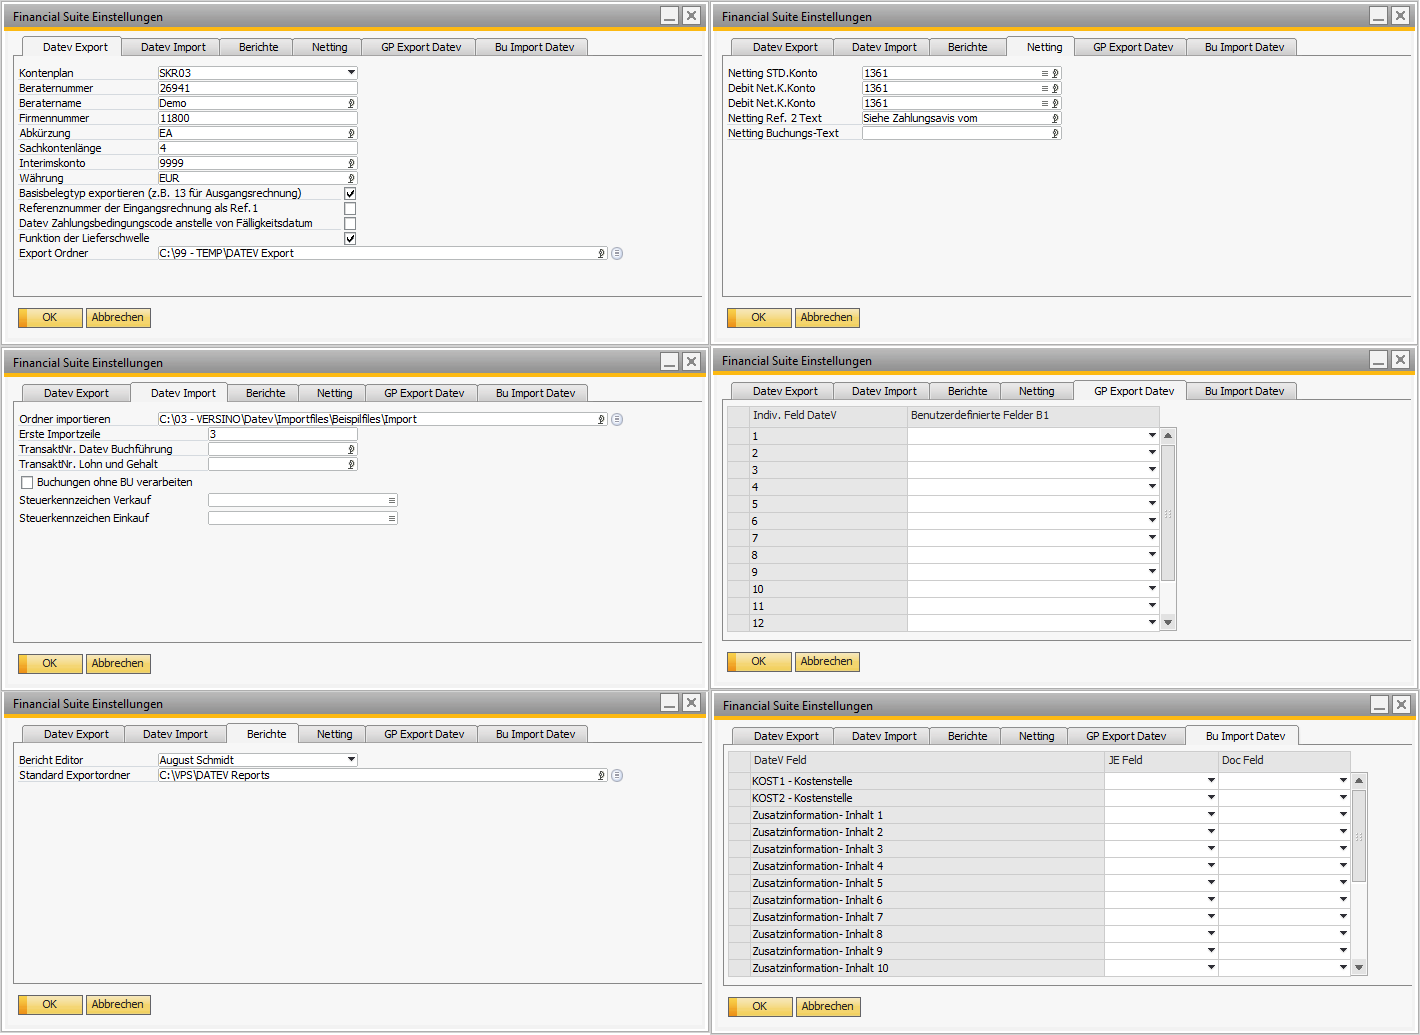 Financial Suite Einstellungen
Datev Export
Datev Import
Berichte
Netting
GP Export Datev
Bu Import Datev
Kontenplan SKR03
Beraternummer 26941
Beratername Demo
Firmennummer 11800
Abkürzung EA
Sachkontenlänge 4
Interimskonto 9999
Währung EUR
Basisbelegtyp exportieren (z.B. 13 für Ausgangsrechnung)
Referenznummer der Eingangsrechnung als Ref.1
Datev Zahlungsbedingungscode anstelle von Fälligkeitsdatum
Funktion der Lieferschwelle
Export Ordner C:\99 - TEMP\DATEV Export
OK
Abbrechen
Financial Suite Einstellungen
Datev Export
Datev Import
Berichte
Netting
GP Export Datev
Bu Import Datev
Netting STD.Konto 1361
Debit Net.K.Konto 1361
Debit Net.K.Konto 1361
Netting Ref. 2 Text Siehe Zahlungsavis vom
Netting Buchungs-Text
OK
Abbrechen
Financial Suite Einstellungen
Datev Export
Datev Import
Berichte
Netting
GP Export Datev
Bu Import Datev
Ordner importieren C:\03 - VERSINO\Datev\Importfiles\Beispilfiles\Import
Erste Importzeile 3
TransaktNr. Datev Buchführung
TransaktNr. Lohn und Gehalt
Buchungen ohne BU verarbeiten
Steuerkennzeichen Verkauf
Steuerkennzeichen Einkauf
OK
Abbrechen
Financial Suite Einstellungen
Datev Export
Datev Import
Berichte
Netting
GP Export Datev
Bu Import Datev
Indiv. Feld DateV
Benutzerdefinierte Felder B1
1
2
3
4
5
6
7
8
9
10
11
12
OK
Abbrechen
Financial Suite Einstellungen
Datev Export
Datev Import
Berichte
Netting
GP Export Datev
Bu Import Datev
Bericht Editor August Schmidt
Standard Exportordner C:\VPS\DATEV Reports
OK
Abbrechen
Financial Suite Einstellungen
Datev Export
Datev Import
Berichte
Netting
GP Export Datev
Bu Import Datev
DateV Feld
JE Feld
Doc Feld
KOST1 - Kostenstelle
KOST2 - Kostenstelle
Zusatzinformation- Inhalt 1
Zusatzinformation- Inhalt 2
Zusatzinformation- Inhalt 3
Zusatzinformation- Inhalt 4
Zusatzinformation- Inhalt 5
Zusatzinformation- Inhalt 6
Zusatzinformation- Inhalt 7
Zusatzinformation- Inhalt 8
Zusatzinformation- Inhalt 9
Zusatzinformation- Inhalt 10
OK
Abbrechen